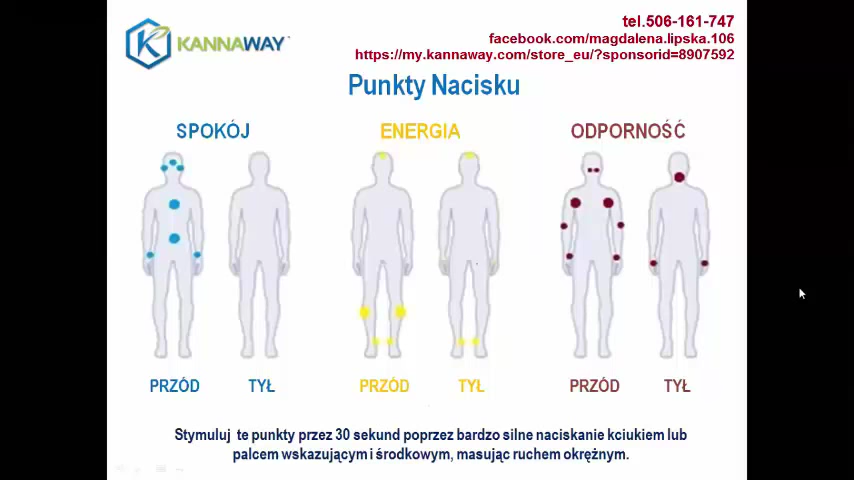 KANNAWAY
tel.506-161-747
facebook.com/magdalena.lipska.106
https://my.kannaway.com/store_eu/?sponsorid=8907592
Punkty Nacisku
SPOKÓJ
ENERGIA
ODPORNOŚĆ
PRZÓD
TYŁ
PRZÓD
TYŁ
PRZÓD
TYŁ
Stymuluj te punkty przez 30 sekund poprzez bardzo silne naciskanie kciukiem lub
palcem wskazującym i środkowym, masując ruchem okrężnym.